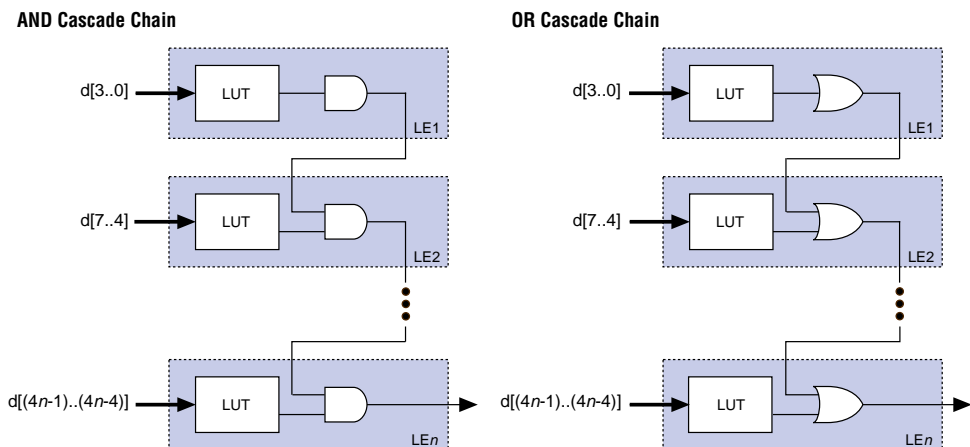 AND Cascade Chain
d[3..0]
LUT
LE1
d[7..4]
LUT
LE2
d[(4n-1)..(4n-4)]
LUT
LEn
OR Cascade Chain
d[3..0]
LUT
LE1
d[7..4]
LUT
LE2
d[(4n-1)..(4n-4)]
LUT
LEn